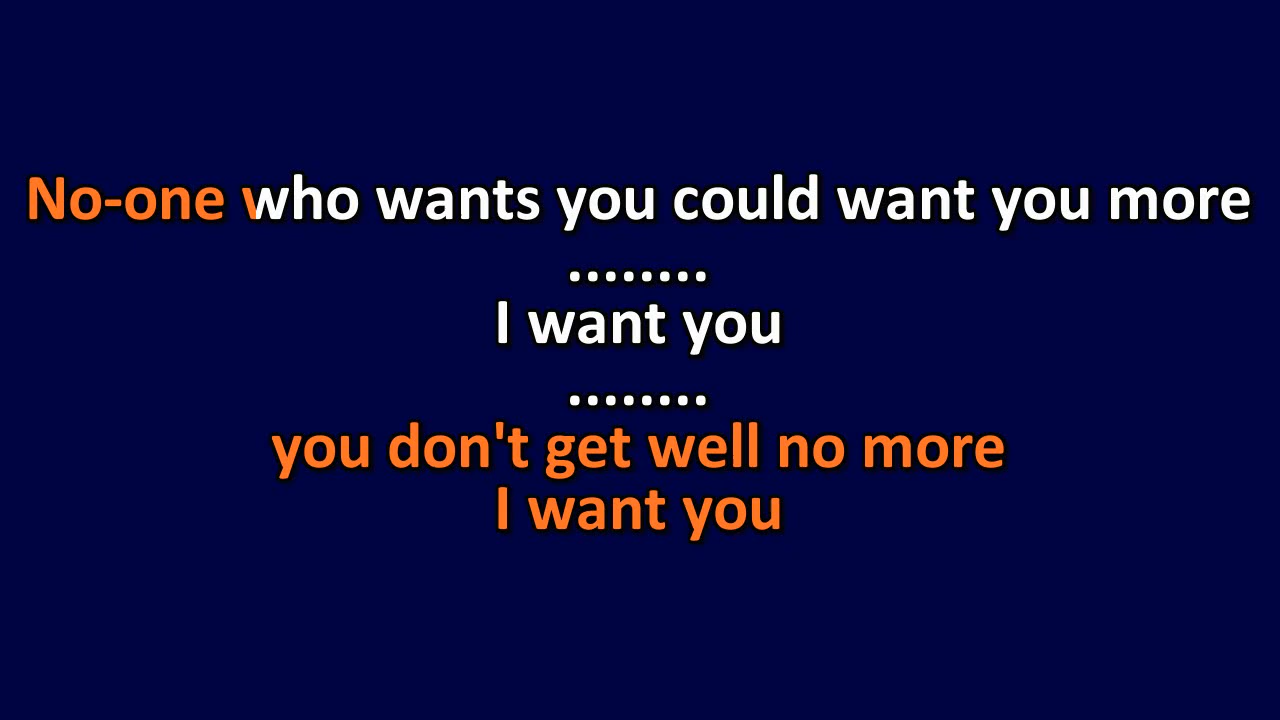 No-one who wants you could want you more
........
I want you
........
you don't get well no more
I want you